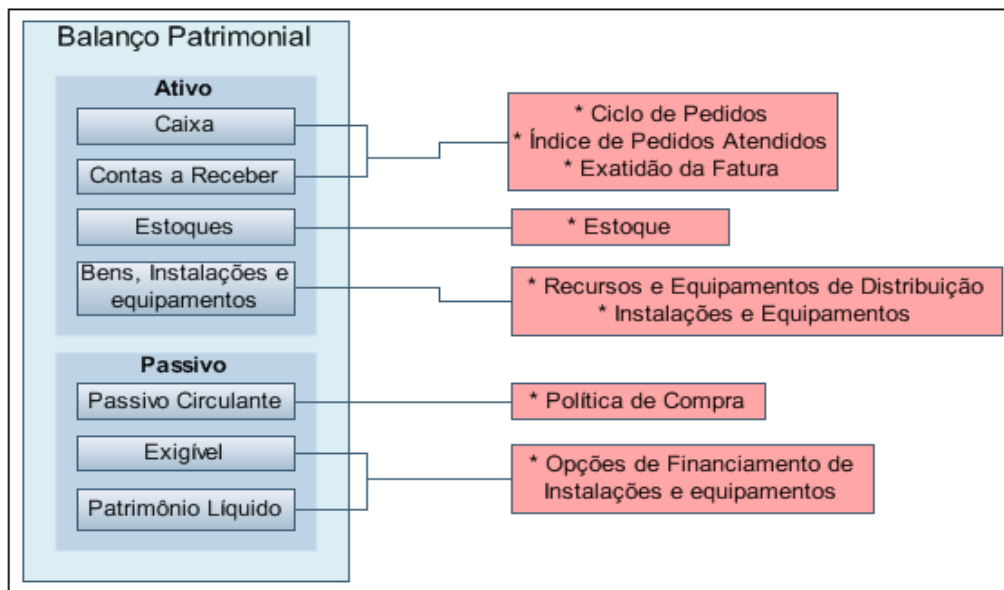 Balanço Patrimonial
Ativo
Caixa
Contas a Receber
Estoques
Bens, Instalações e
equipamentos
* Ciclo de Pedidos
* Índice de Pedidos Atendidos
* Exatidão da Fatura
* Estoque
* Recursos e Equipamentos de Distribuição
* Instalações e Equipamentos
Passivo
Passivo Circulante
Exigível
Patrimônio Líquido
* Política de Compra
* Opções de Financiamento de
Instalações e equipamentos